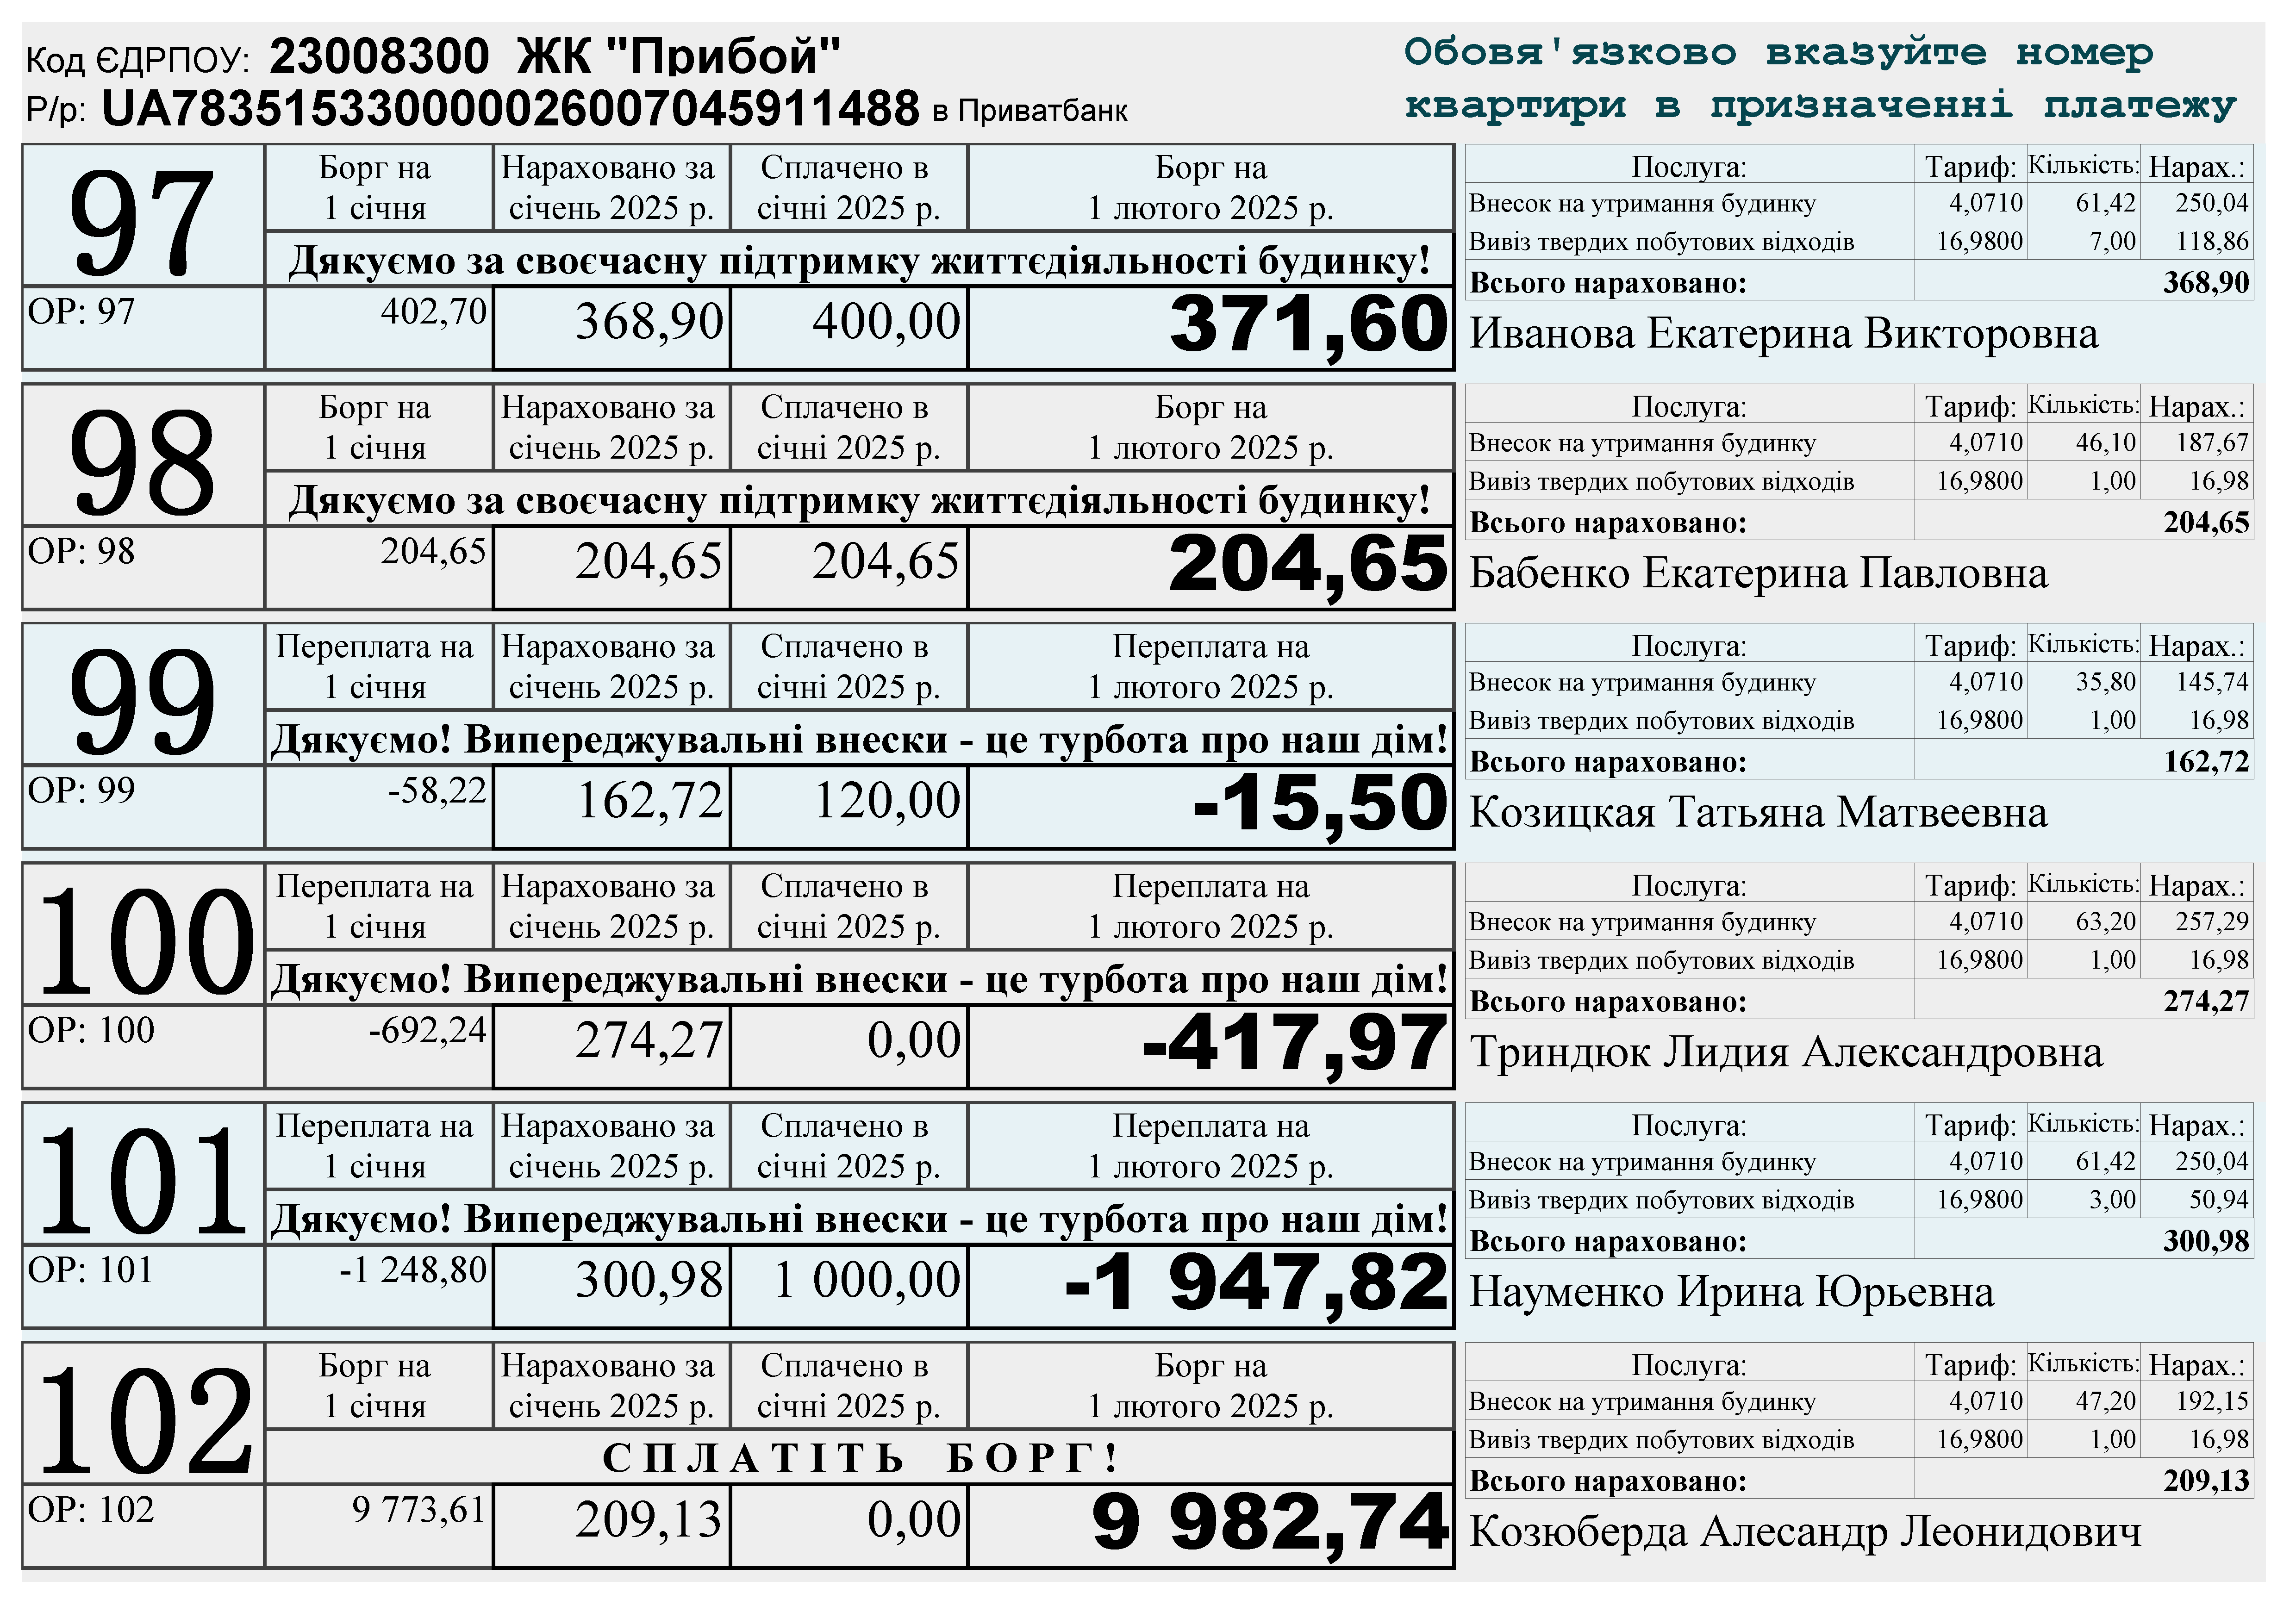 Код ЄДРПОУ: 23008300 ЖК "Прибой"
Р/р: UA783515330000026007045911488 в Приватбанк
Обовя'язково вказуйте номер
квартири в призначенні платежу
97
Борг на 1 січня Нараховано за січень 2025 р. Сплачено в січні 2025 р. Борг на 1 лютого 2025 р.
Дякуємо за своєчасну підтримку життєдіяльності будинку!
ОР: 97 402,70 368,90 400,00 371,60
Послуга: Тариф: Кількість: Нарах.:
Внесок на утримання будинку 4,0710 61,42 250,04
Вивіз твердих побутових відходів 16,9800 7,00 118,86
Всього нараховано: 368,90
Иванова Екатерина Викторовна
98
Борг на 1 січня Нараховано за січень 2025 р. Сплачено в січні 2025 р. Борг на 1 лютого 2025 р.
Дякуємо за своєчасну підтримку життєдіяльності будинку!
ОР: 98 204,65 204,65 204,65 204,65
Послуга: Тариф: Кількість: Нарах.:
Внесок на утримання будинку 4,0710 46,10 187,67
Вивіз твердих побутових відходів 16,9800 1,00 16,98
Всього нараховано: 204,65
Бабенко Екатерина Павловна
99
Переплата на 1 січня Нараховано за січень 2025 р. Сплачено в січні 2025 р. Переплата на 1 лютого 2025 р.
Дякуємо! Випереджувальні внески - це турбота про наш дім!
ОР: 99 -58,22 162,72 120,00 -15,50
Послуга: Тариф: Кількість: Нарах.:
Внесок на утримання будинку 4,0710 35,80 145,74
Вивіз твердих побутових відходів 16,9800 1,00 16,98
Всього нараховано: 162,72
Козицкая Татьяна Матвеевна
100
Переплата на 1 січня Нараховано за січень 2025 р. Сплачено в січні 2025 р. Переплата на 1 лютого 2025 р.
Дякуємо! Випереджувальні внески - це турбота про наш дім!
ОР: 100 -692,24 274,27 0,00 -417,97
Послуга: Тариф: Кількість: Нарах.:
Внесок на утримання будинку 4,0710 63,20 257,29
Вивіз твердих побутових відходів 16,9800 1,00 16,98
Всього нараховано: 274,27
Триндюк Лидия Александровна
101
Переплата на 1 січня Нараховано за січень 2025 р. Сплачено в січні 2025 р. Переплата на 1 лютого 2025 р.
Дякуємо! Випереджувальні внески - це турбота про наш дім!
ОР: 101 -1 248,80 300,98 1 000,00 -1 947,82
Послуга: Тариф: Кількість: Нарах.:
Внесок на утримання будинку 4,0710 61,42 250,04
Вивіз твердих побутових відходів 16,9800 3,00 50,94
Всього нараховано: 300,98
Науменко Ирина Юрьевна
102
Борг на 1 січня Нараховано за січень 2025 р. Сплачено в січні 2025 р. Борг на 1 лютого 2025 р.
СПЛАТІТЬ БОРГ!
ОР: 102 9 773,61 209,13 0,00 9 982,74
Послуга: Тариф: Кількість: Нарах.:
Внесок на утримання будинку 4,0710 47,20 192,15
Вивіз твердих побутових відходів 16,9800 1,00 16,98
Всього нараховано: 209,13
Козюберда Алесандр Леонидович